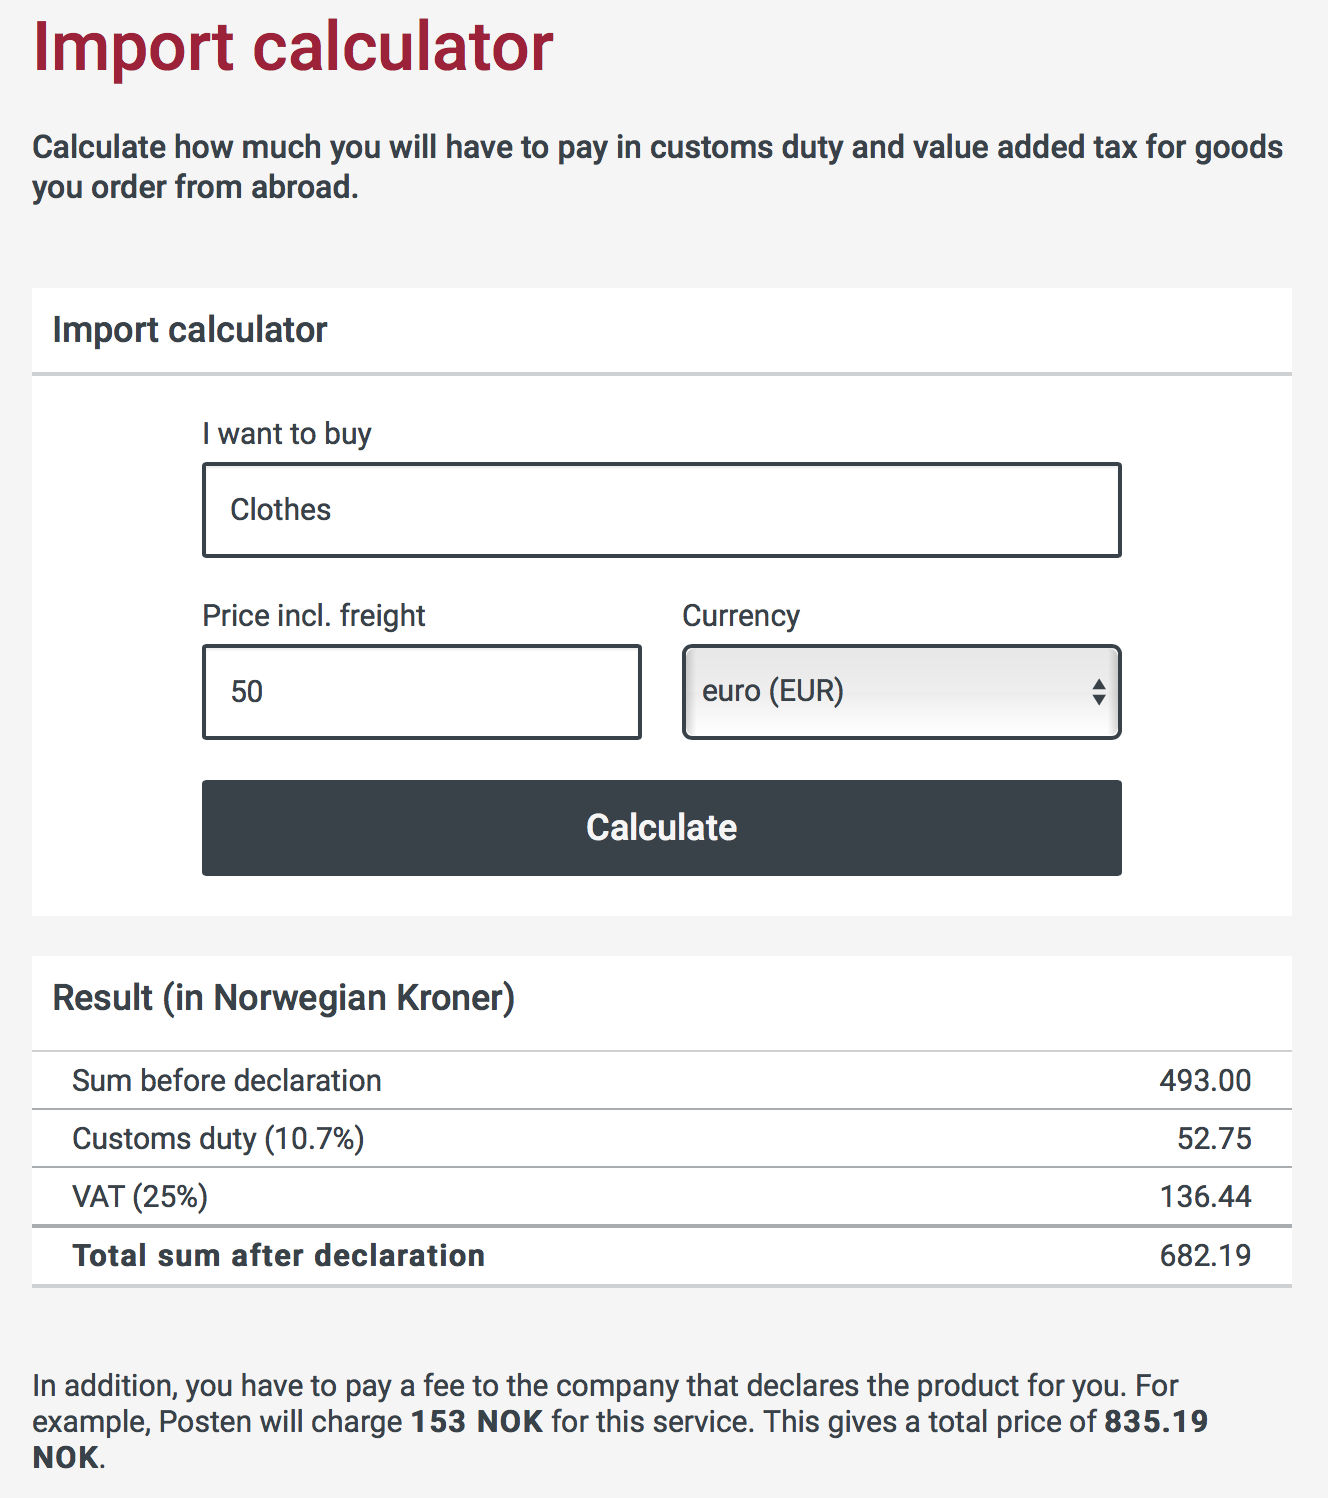 Import calculator
Calculate how much you will have to pay in customs duty and value added tax for goods
you order from abroad.
Import calculator
I want to buy
Clothes
Price incl. freight
Currency
50
euro (EUR)
Calculate
Result (in Norwegian Kroner)
Sum before declaration 493.00
Customs duty (10.7%) 52.75
VAT (25%) 136.44
Total sum after declaration 682.19
In addition, you have to pay a fee to the company that declares the product for you. For
example, Posten will charge 153 NOK for this service. This gives a total price of 835.19
NOK.